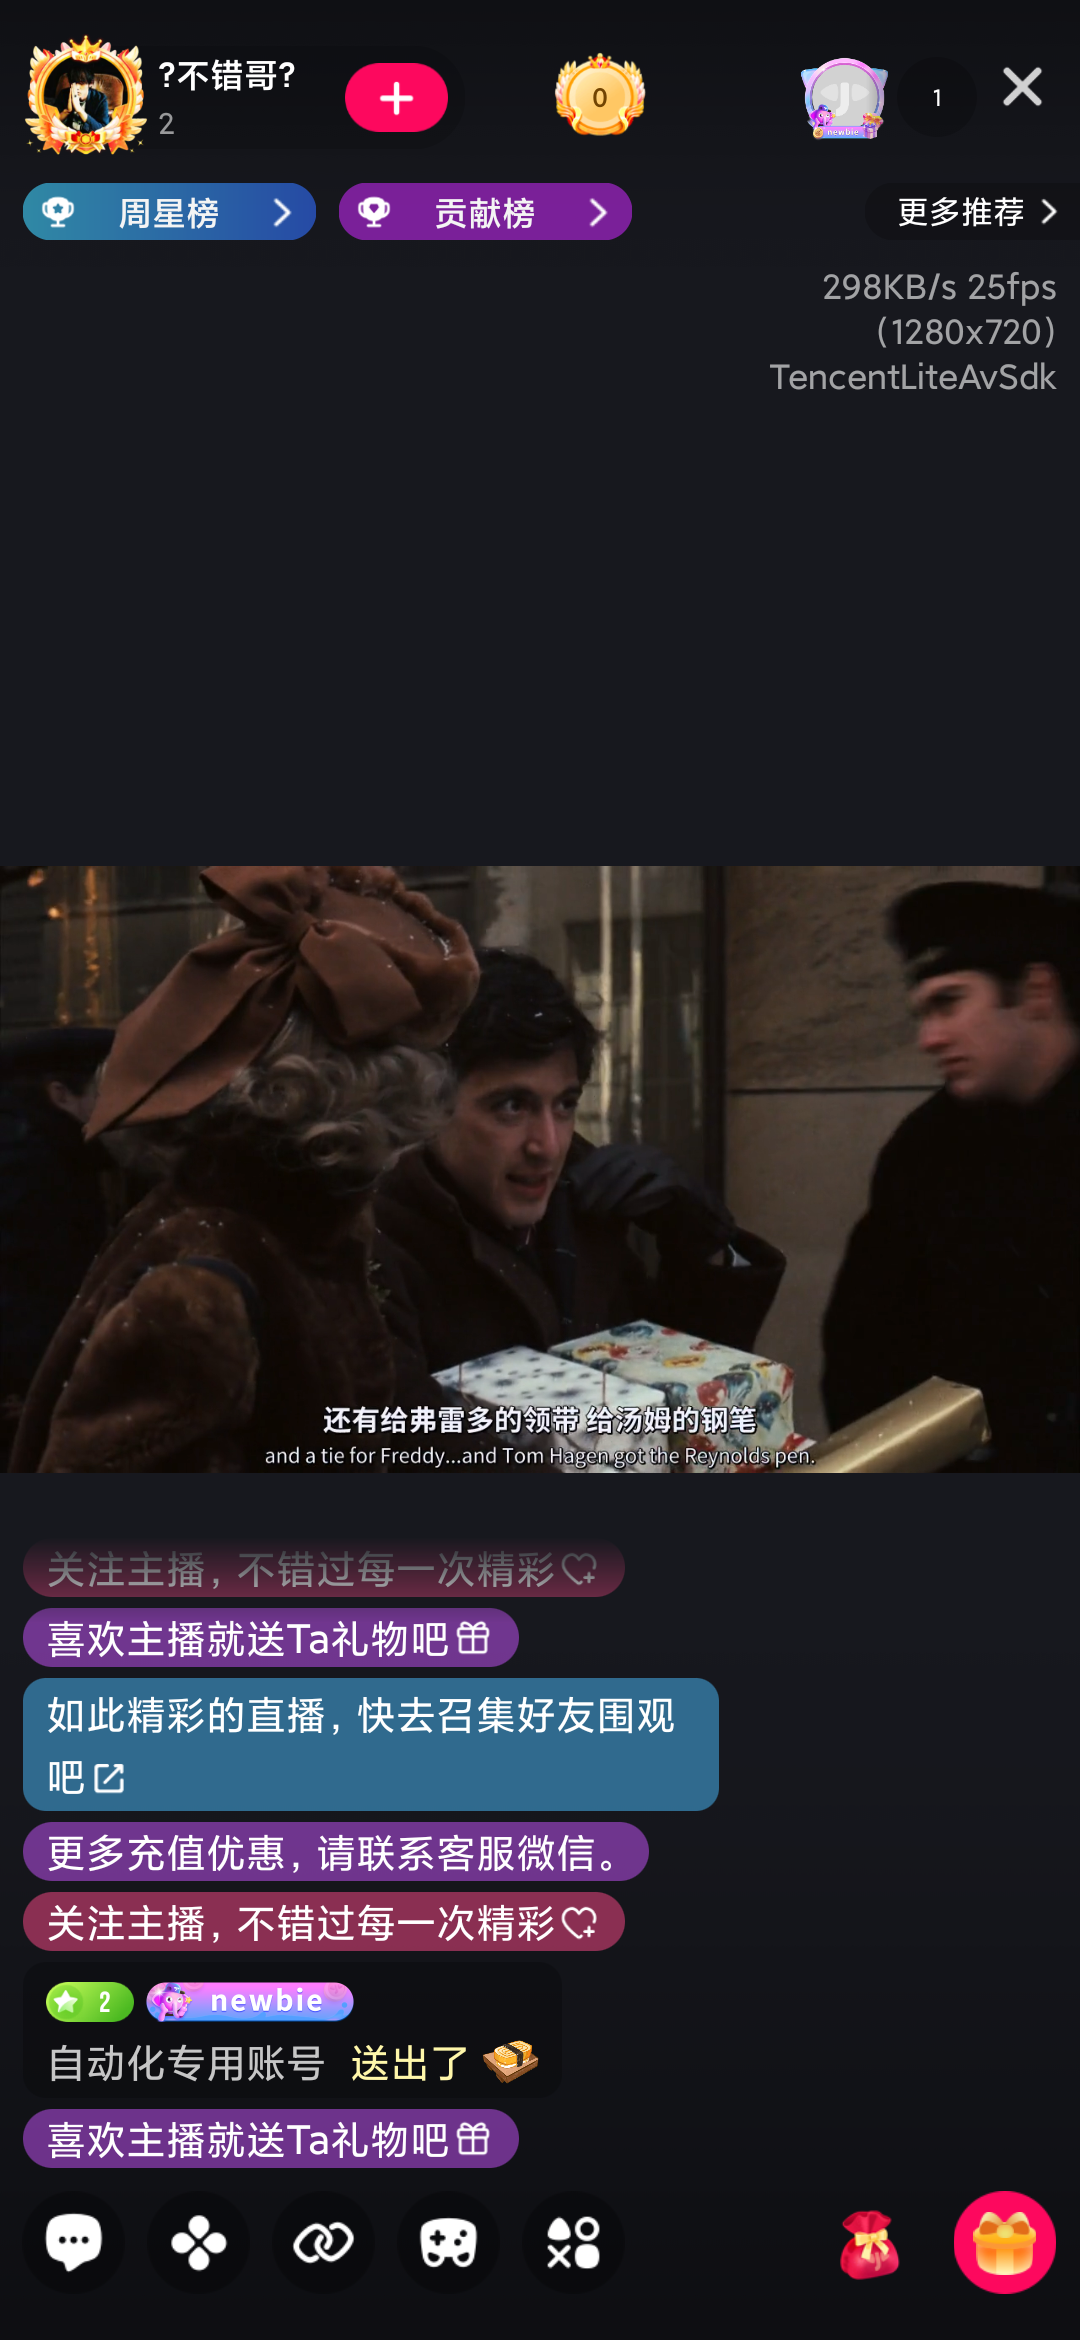 ?不错哥?
2
0
newbie
1
周星榜
贡献榜
更多推荐
298KB/s 25fps
(1280x720)
TencentLiteAvSdk
还有给弗雷多的领带 给汤姆的钢笔
and a tie for Freddy...and Tom Hagen got the Reynolds pen.
关注主播，不错过每一次精彩
喜欢主播就送Ta礼物吧
如此精彩的直播，快去召集好友围观
吧
更多充值优惠，请联系客服微信。
关注主播，不错过每一次精彩
2 newbie
自动化专用账号 送出了
喜欢主播就送Ta礼物吧